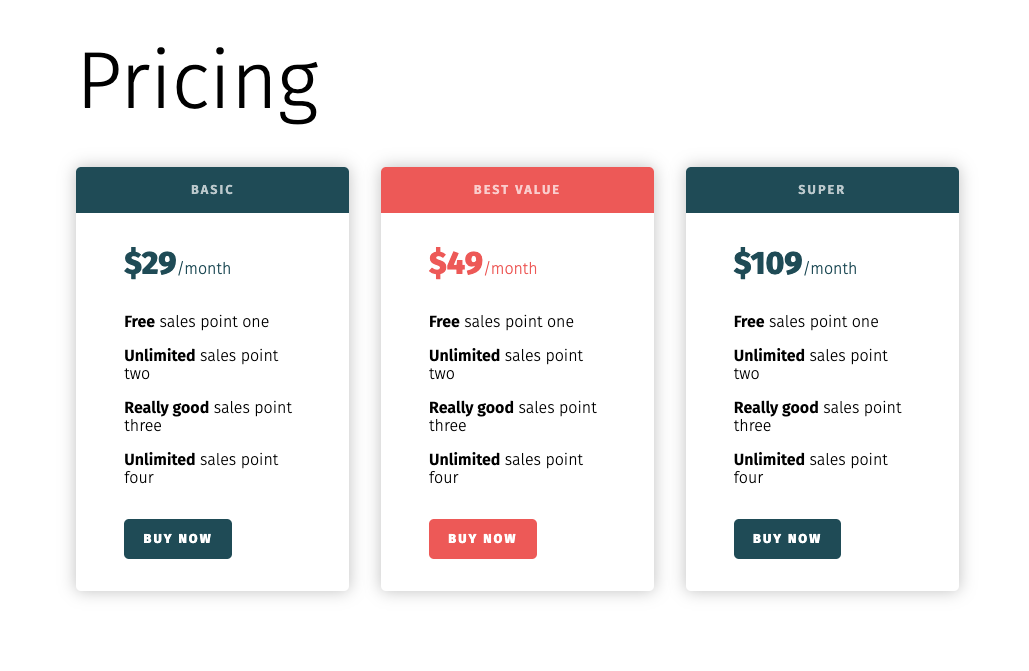 Pricing
BASIC
$29/month
Free sales point one
Unlimited sales point
two
Really good sales point
three
Unlimited sales point
four
BUY NOW
BEST VALUE
$49/month
Free sales point one
Unlimited sales point
two
Really good sales point
three
Unlimited sales point
four
BUY NOW
SUPER
$109/month
Free sales point one
Unlimited sales point
two
Really good sales point
three
Unlimited sales point
four
BUY NOW